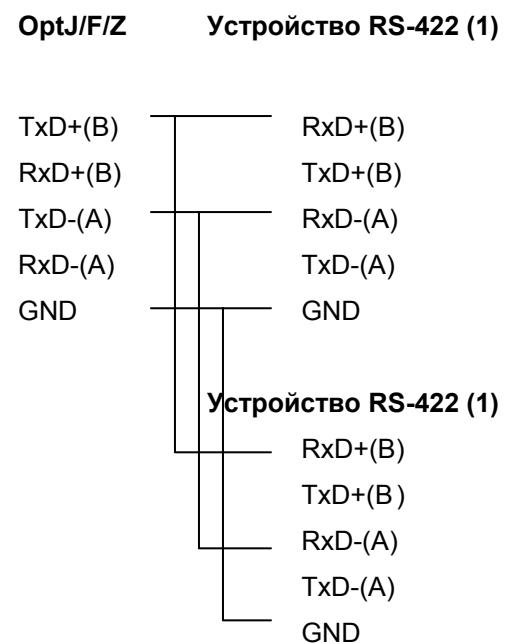 OptJ/F/Z Устройство RS-422 (1)
TxD+(B) RxD+(B)
RxD+(B) TxD+(B)
TxD-(A) RxD-(A)
RxD-(A) TxD-(A)
GND GND
Устройство RS-422 (1)
RxD+(B)
TxD+(B)
RxD-(A)
TxD-(A)
GND